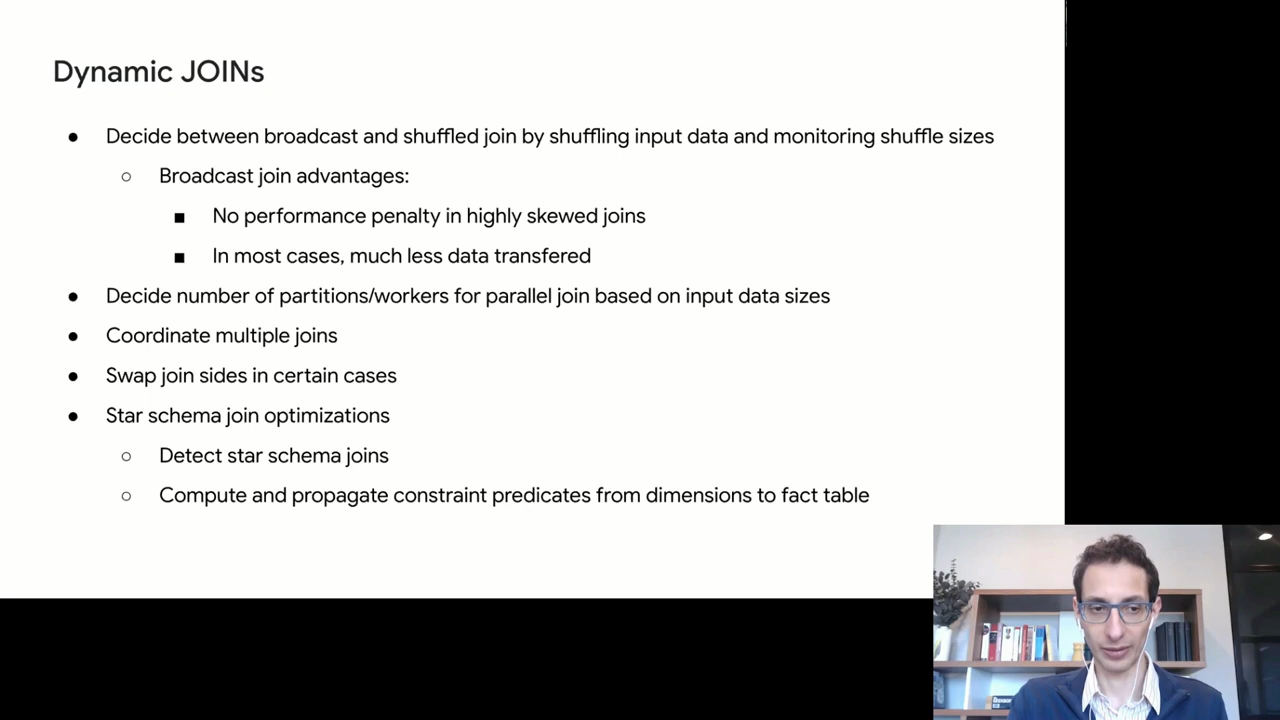 Dynamic JOINs
● Decide between broadcast and shuffled join by shuffling input data and monitoring shuffle sizes
○ Broadcast join advantages:
■ No performance penalty in highly skewed joins
■ In most cases, much less data transfered
● Decide number of partitions/workers for parallel join based on input data sizes
● Coordinate multiple joins
● Swap join sides in certain cases
● Star schema join optimizations
○ Detect star schema joins
○ Compute and propagate constraint predicates from dimensions to fact table